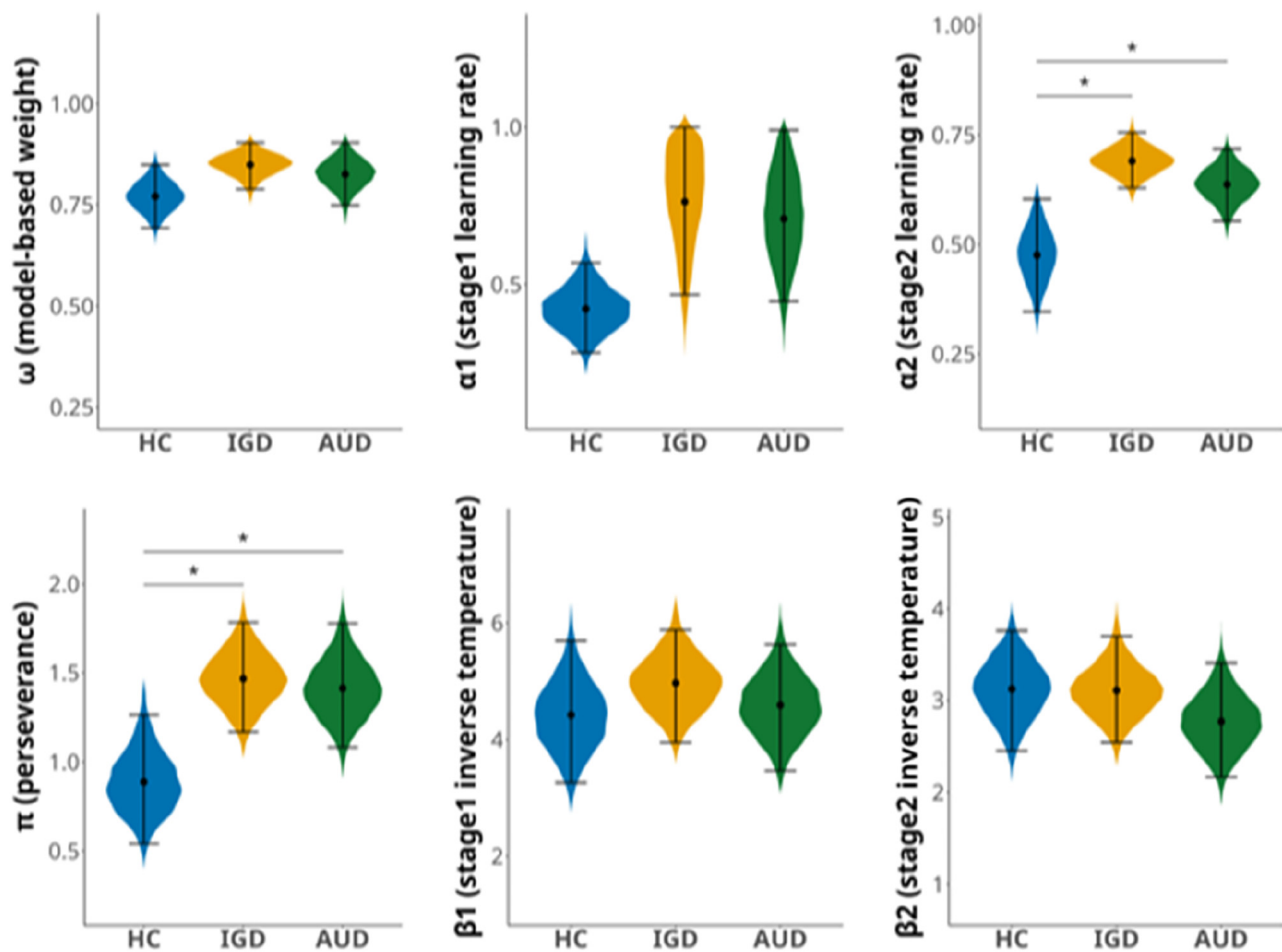 ω (model-based weight)
1.00
0.75
0.50
0.25
HC IGD AUD
α1 (stage1 learning rate)
1.0
0.5
HC IGD AUD
α2 (stage2 learning rate)
1.00
0.75
0.50
0.25
*
*
HC IGD AUD
π (perseverance)
2.0
1.5
1.0
0.5
*
*
HC IGD AUD
β1 (stage1 inverse temperature)
6
4
2
HC IGD AUD
β2 (stage2 inverse temperature)
5
4
3
2
1
HC IGD AUD